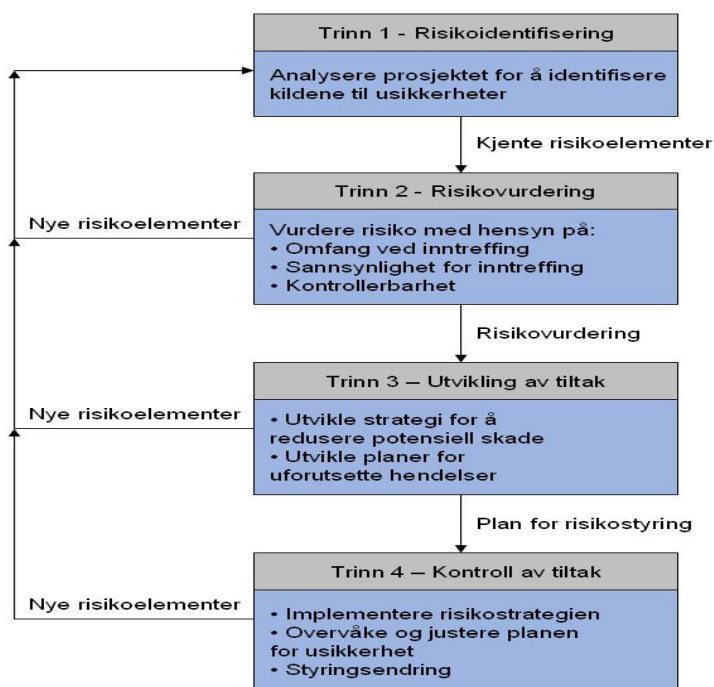 Trinn 1 - Risikoidentifisering
Analysere prosjektet for å identifisere
kildene til usikkerheter
Kjente risikoelementer
Trinn 2 - Risikovurdering
Nye risikoelementer
Vurdere risiko med hensyn på:
• Omfang ved inntreffing
• Sannsynlighet for inntreffing
• Kontrollerbarhet
Risikovurdering
Trinn 3 – Utvikling av tiltak
Nye risikoelementer
• Utvikle strategi for å
redusere potensiell skade
• Utvikle planer for
uforutsette hendelser
Plan for risikostyring
Trinn 4 – Kontroll av tiltak
Nye risikoelementer
• Implementere risikostrategien
• Overvåke og justere planen
for usikkerhet
• Styringsendring